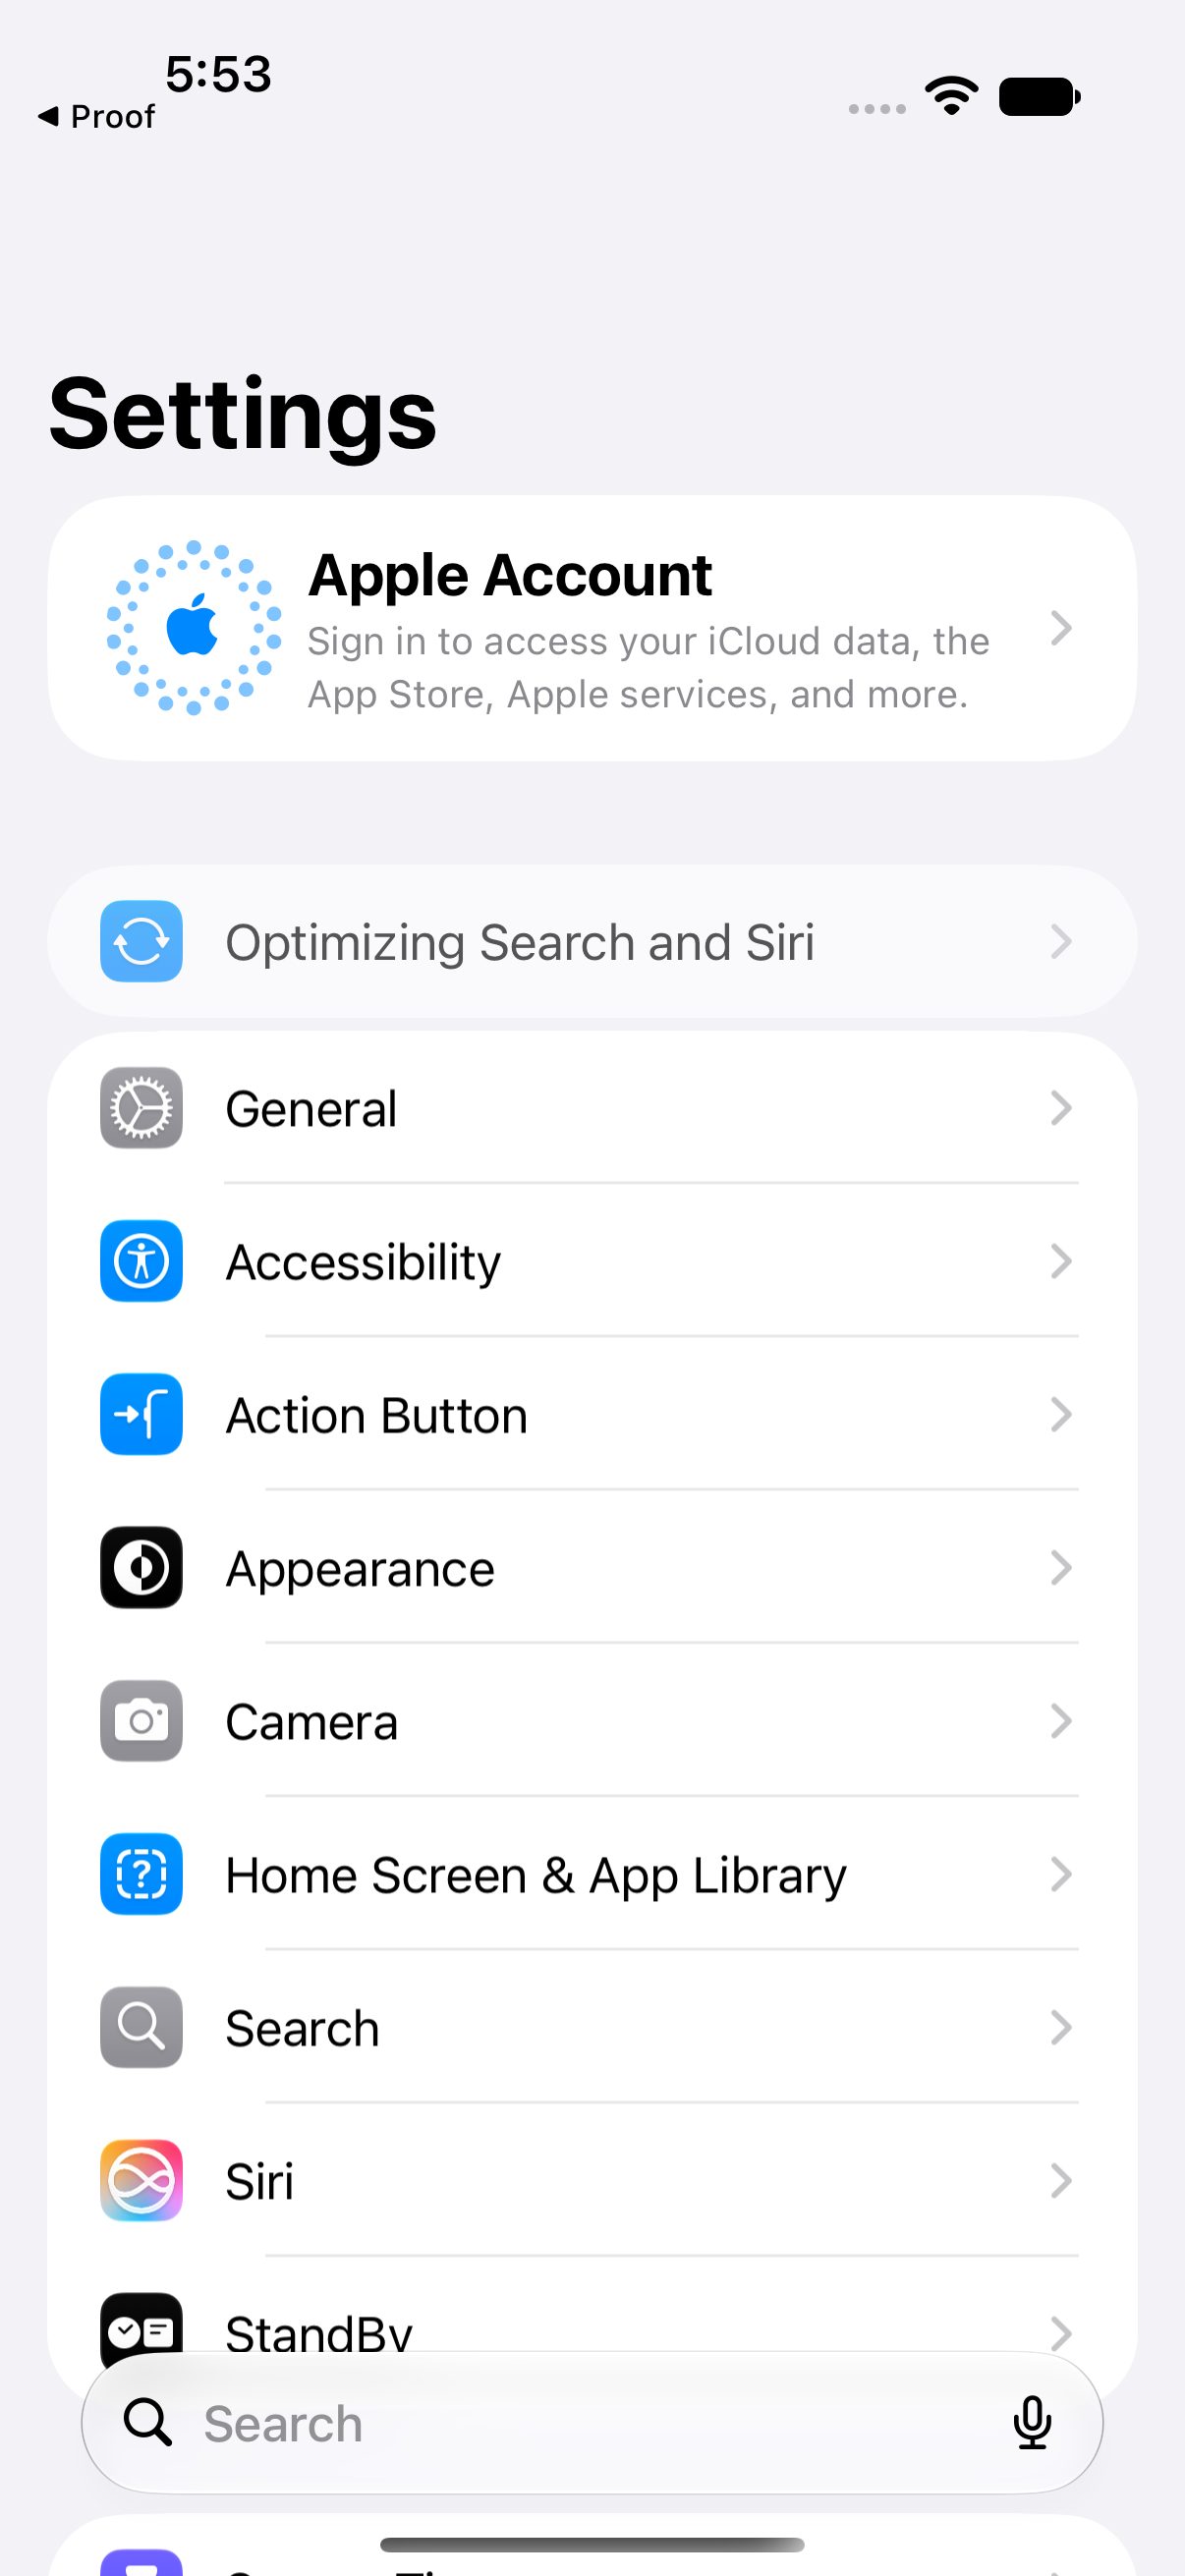 5:53
Proof
Settings
Apple Account
Sign in to access your iCloud data, the
App Store, Apple services, and more.
Optimizing Search and Siri
General
Accessibility
Action Button
Appearance
Camera
Home Screen & App Library
Search
Siri
StandBy
Search